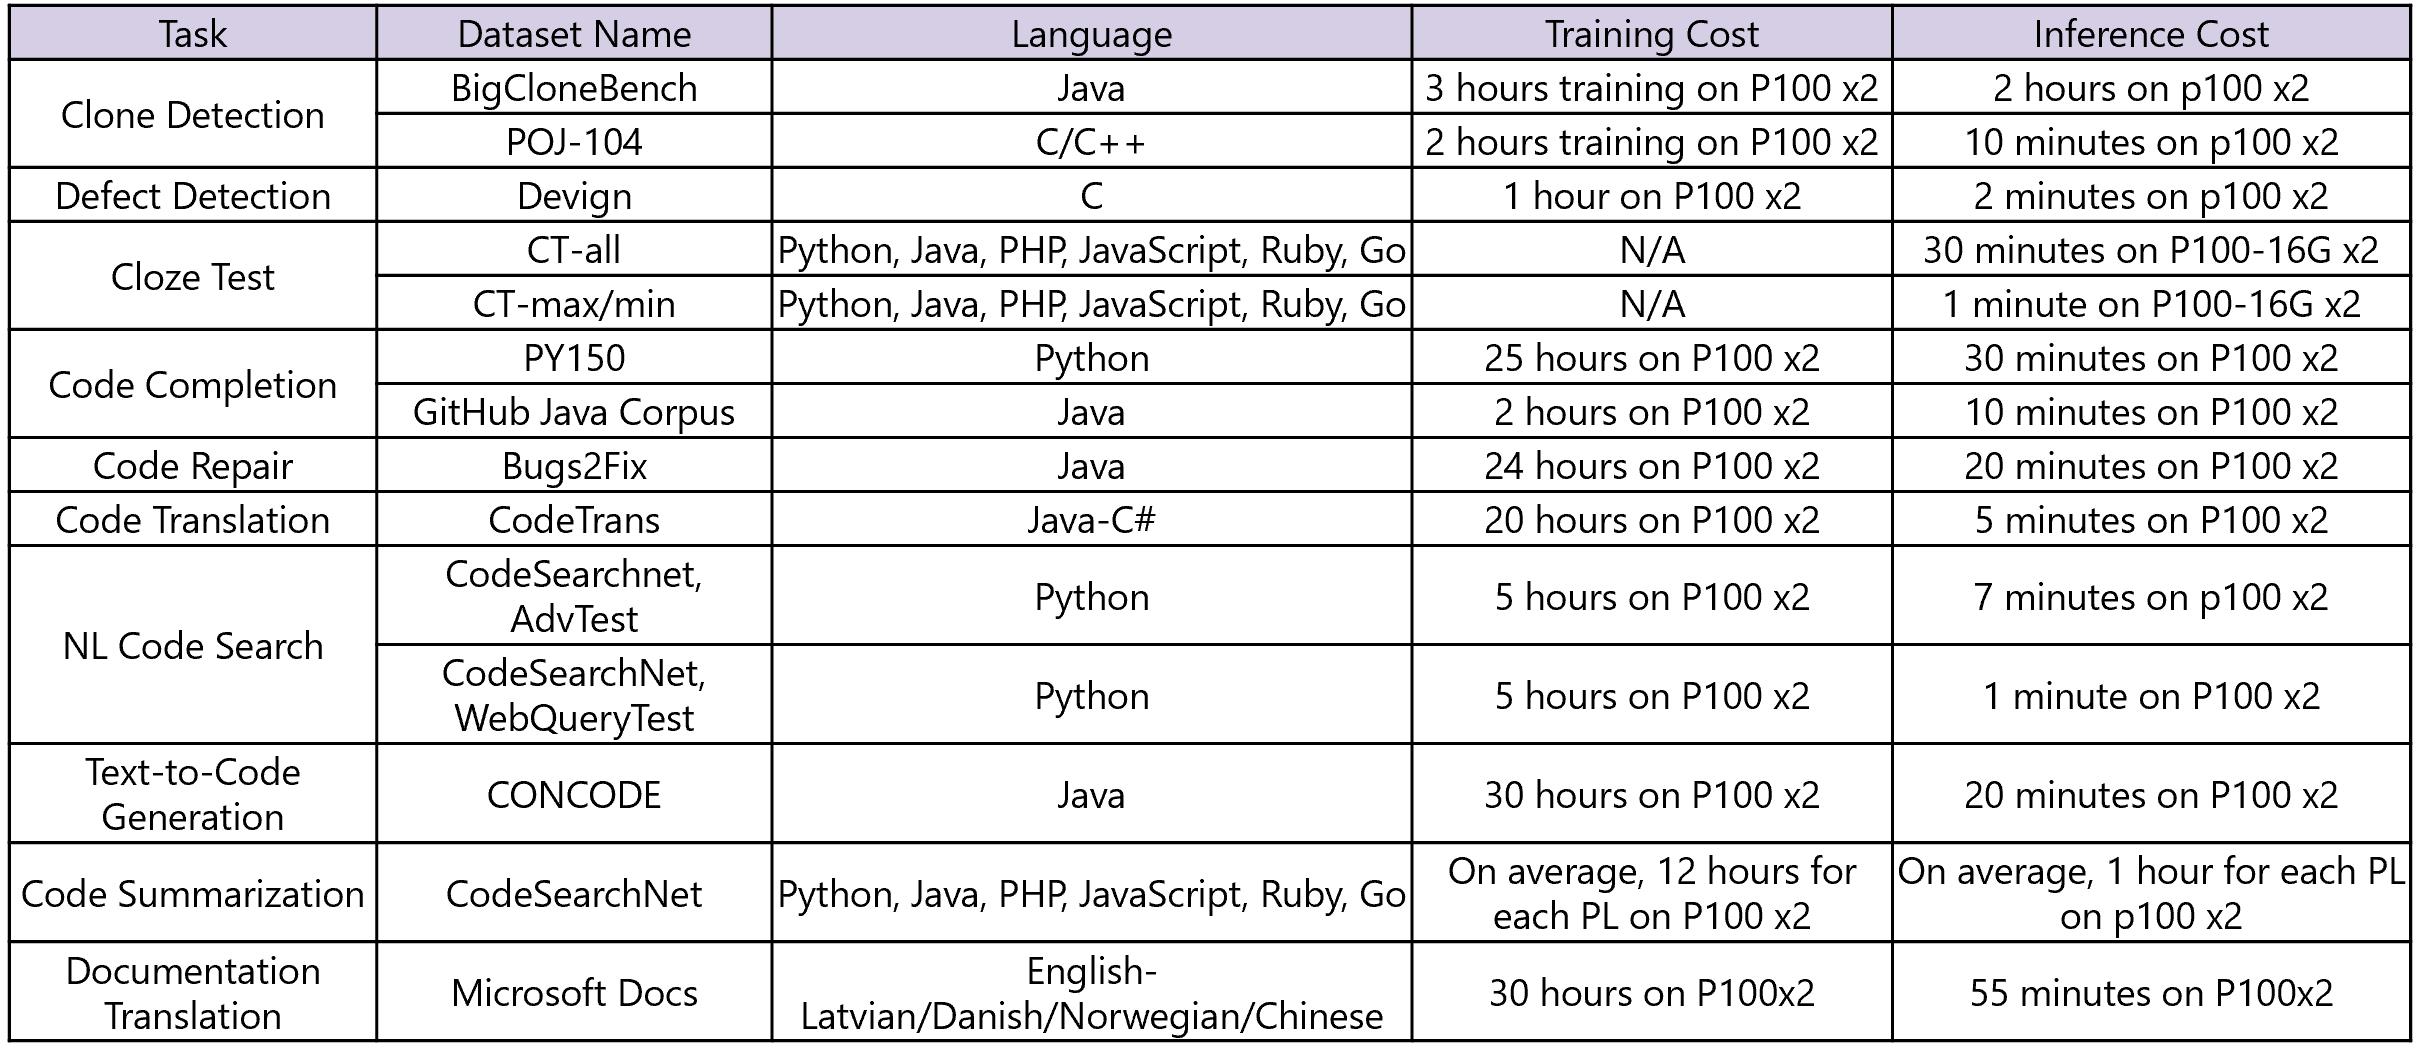 Task Dataset Name Language Training Cost Inference Cost
Clone Detection
BigCloneBench Java 3 hours training on P100 x2 2 hours on p100 x2
POJ-104 C/C++ 2 hours training on P100 x2 10 minutes on p100 x2
Defect Detection Devign C 1 hour on P100 x2 2 minutes on p100 x2
Cloze Test
CT-all Python, Java, PHP, JavaScript, Ruby, Go N/A 30 minutes on P100-16G x2
CT-max/min Python, Java, PHP, JavaScript, Ruby, Go N/A 1 minute on P100-16G x2
Code Completion
PY150 Python 25 hours on P100 x2 30 minutes on P100 x2
GitHub Java Corpus Java 2 hours on P100 x2 10 minutes on P100 x2
Code Repair Bugs2Fix Java 24 hours on P100 x2 20 minutes on P100 x2
Code Translation CodeTrans Java-C# 20 hours on P100 x2 5 minutes on P100 x2
NL Code Search
CodeSearchnet,
AdvTest
Python 5 hours on P100 x2 7 minutes on p100 x2
CodeSearchNet,
WebQueryTest
Python 5 hours on P100 x2 1 minute on P100 x2
Text-to-Code
Generation
CONCODE Java 30 hours on P100 x2 20 minutes on P100 x2
Code Summarization CodeSearchNet Python, Java, PHP, JavaScript, Ruby, Go
On average, 12 hours for
each PL on P100 x2
On average, 1 hour for each PL
on p100 x2
Documentation
Translation
Microsoft Docs
English-
Latvian/Danish/Norwegian/Chinese
30 hours on P100x2 55 minutes on P100x2